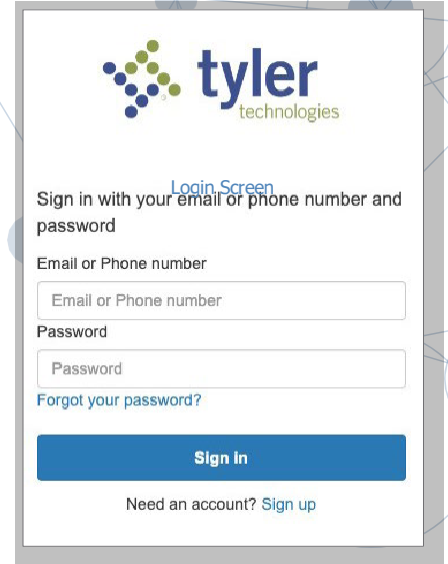 tyler
technologies
Login Screen
Sign in with your email or phone number and
password
Email or Phone number
Email or Phone number
Password
Password
Forgot your password?
Sign in
Need an account? Sign up